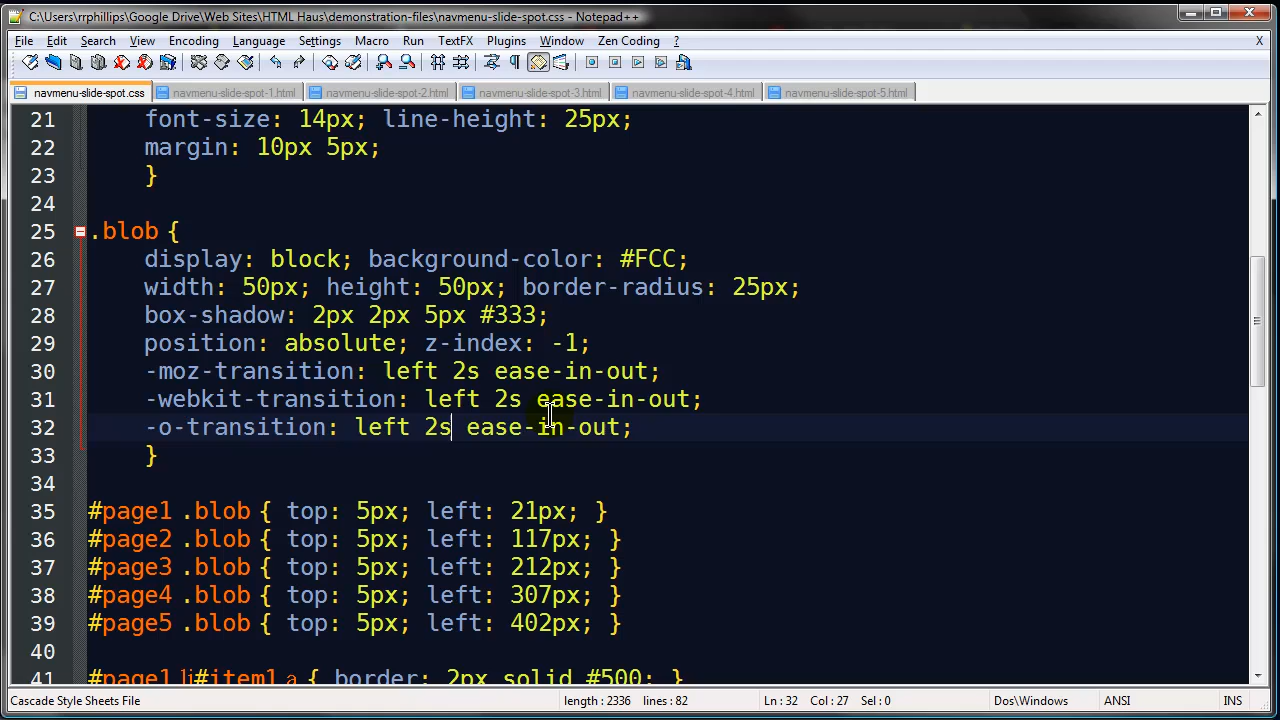 C:\Users\rrphillips\Google Drive\Web Sites\HTML Haus\demonstration-files\navmenu-slide-spot.css - Notepad++
File Edit Search View Encoding Language Settings Macro Run TextFX Plugins Window Zen Coding ? X
navmenu-slide-spot.css navmenu-slide-spot-1.html navmenu-slide-spot-2.html navmenu-slide-spot-3.html navmenu-slide-spot-4.html navmenu-slide-spot-5.html
21 font-size: 14px; line-height: 25px;
22 margin: 10px 5px;
23 }
24
25 .blob {
26 display: block; background-color: #FCC;
27 width: 50px; height: 50px; border-radius: 25px;
28 box-shadow: 2px 2px 5px #333;
29 position: absolute; z-index: -1;
30 -moz-transition: left 2s ease-in-out;
31 -webkit-transition: left 2s ease-in-out;
32 -o-transition: left 2s ease-in-out;
33 }
34
35 #page1 .blob { top: 5px; left: 21px; }
36 #page2 .blob { top: 5px; left: 117px; }
37 #page3 .blob { top: 5px; left: 212px; }
38 #page4 .blob { top: 5px; left: 307px; }
39 #page5 .blob { top: 5px; left: 402px; }
40
41 #page1 li#item1 a { border: 2px solid #500; }
Cascade Style Sheets File length : 2336 lines : 82 Ln : 32 Col : 27 Sel : 0 Dos\Windows ANSI INS